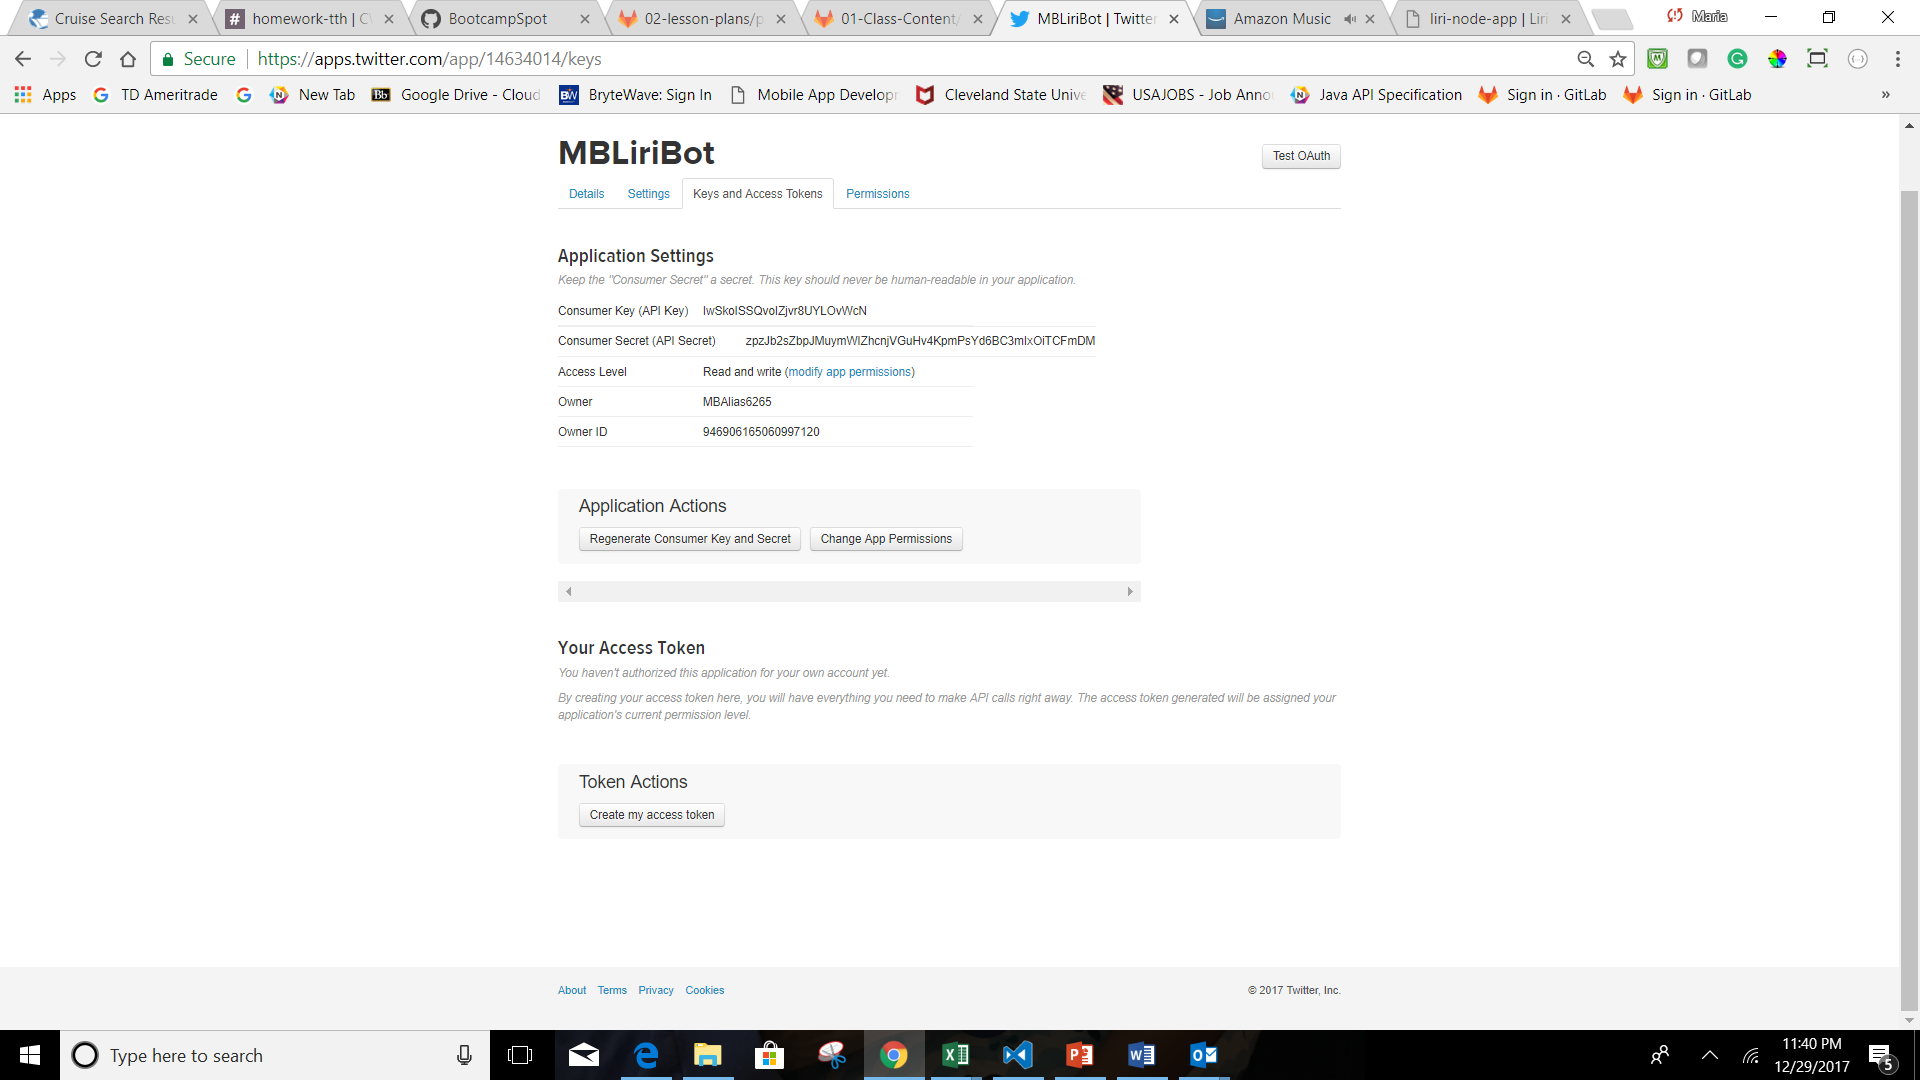 Cruise Search Resu
homework-tth | CW
BootcampSpot
02-lesson-plans/p
01-Class-Content/
MBLiriBot | Twitter
Amazon Music
liri-node-app | Liri
Maria
Secure
https://apps.twitter.com/app/14634014/keys
Apps
TD Ameritrade
New Tab
Google Drive - Cloud
BryteWave: Sign In
Mobile App Develop
Cleveland State Unive
USAJOBS - Job Anno
Java API Specification
Sign in · GitLab
Sign in · GitLab
»
MBLiriBot
Test OAuth
Details
Settings
Keys and Access Tokens
Permissions
Application Settings
Keep the "Consumer Secret" a secret. This key should never be human-readable in your application.
Consumer Key (API Key) IwSkoISSQvoIZjvr8UYLOvWcN
Consumer Secret (API Secret) zpzJb2sZbpJMuymWlZhcnjVGuHv4KpmPsYd6BC3mIxOiTCFmDM
Access Level Read and write (modify app permissions)
Owner MBAlias6265
Owner ID 946906165060997120
Application Actions
Regenerate Consumer Key and Secret
Change App Permissions
Your Access Token
You haven't authorized this application for your own account yet.
By creating your access token here, you will have everything you need to make API calls right away. The access token generated will be assigned your
application's current permission level.
Token Actions
Create my access token
About
Terms
Privacy
Cookies
© 2017 Twitter, Inc.
Type here to search
11:40 PM
12/29/2017
5